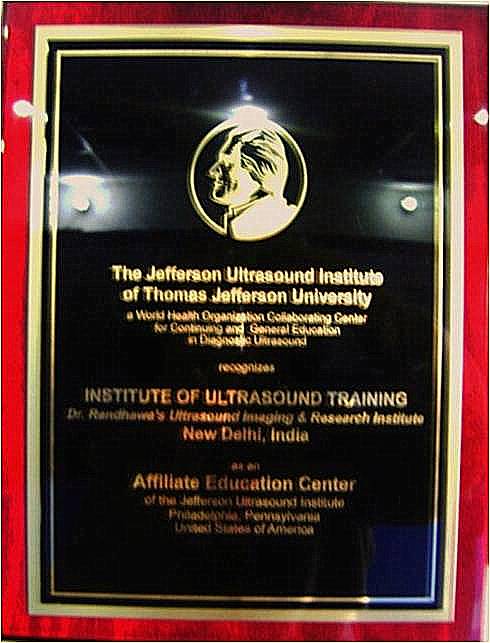 The Jefferson Ultrasound Institute
of Thomas Jefferson University
a World Health Organization Collaborating Center
for Continuing and General Education
in Diagnostic Ultrasound
recognizes
INSTITUTE OF ULTRASOUND TRAINING
Dr. Randhawa's Ultrasound Imaging & Research Institute
New Delhi, India
as an
Affiliate Education Center
of the Jefferson Ultrasound Institute
Philadelphia, Pennsylvania
United States of America